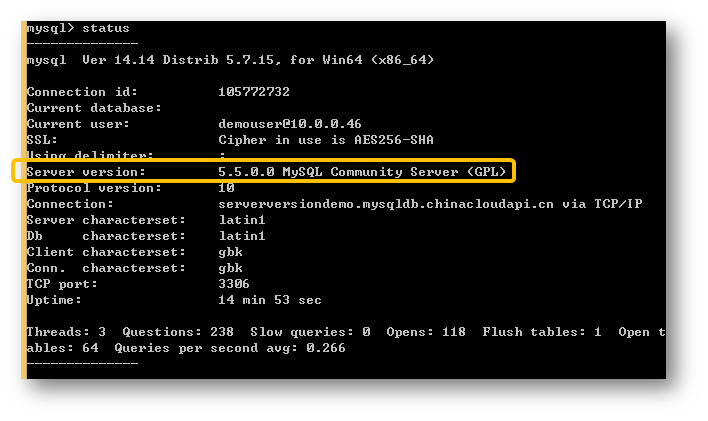 mysql> status
--------------
mysql  Ver 14.14 Distrib 5.7.15, for Win64 (x86_64)
Connection id:          105772732
Current database:
Current user:           demouser@10.0.0.46
SSL:                    Cipher in use is AES256-SHA
Using delimiter:        ;
Server version:         5.5.0.0 MySQL Community Server (GPL)
Protocol version:       10
Connection:             serverversiondemo.mysqldb.chinacloudapi.cn via TCP/IP
Server characterset:    latin1
Db     characterset:    latin1
Client characterset:    gbk
Conn.  characterset:    gbk
TCP port:               3306
Uptime:                 14 min 53 sec
Threads: 3  Questions: 238  Slow queries: 0  Opens: 118  Flush tables: 1  Open t
ables: 64  Queries per second avg: 0.266
--------------